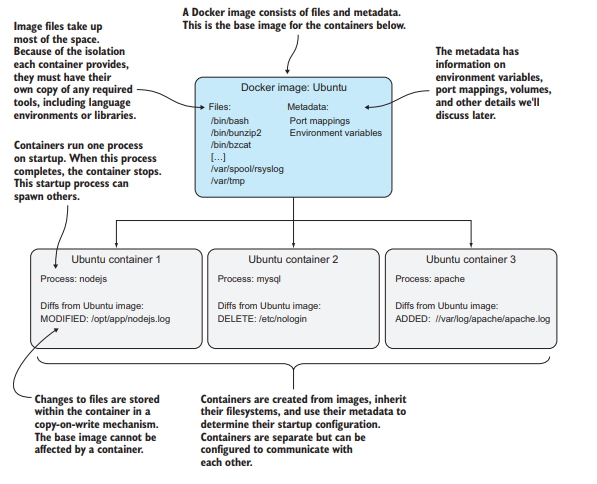 A Docker image consists of files and metadata.
This is the base image for the containers below.
Image files take up
most of the space.
Because of the isolation
each container provides,
they must have their
own copy of any required
tools, including language
environments or libraries.
The metadata has
information on
environment variables,
port mappings, volumes,
and other details we'll
discuss later.
Docker image: Ubuntu
Files:
/bin/bash
/bin/bunzip2
/bin/bzcat
[…]
/var/spool/rsyslog
/var/tmp
Metadata:
Port mappings
Environment variables
Containers run one process
on startup. When this process
completes, the container stops.
This startup process can
spawn others.
Ubuntu container 1
Process: nodejs
Diffs from Ubuntu image:
MODIFIED: /opt/app/nodejs.log
Ubuntu container 2
Process: mysql
Diffs from Ubuntu image:
DELETE: /etc/nologin
Ubuntu container 3
Process: apache
Diffs from Ubuntu image:
ADDED: //var/log/apache/apache.log
Changes to files are stored
within the container in a
copy-on-write mechanism.
The base image cannot be
affected by a container.
Containers are created from images, inherit
their filesystems, and use their metadata to
determine their startup configuration.
Containers are separate but can be
configured to communicate with
each other.